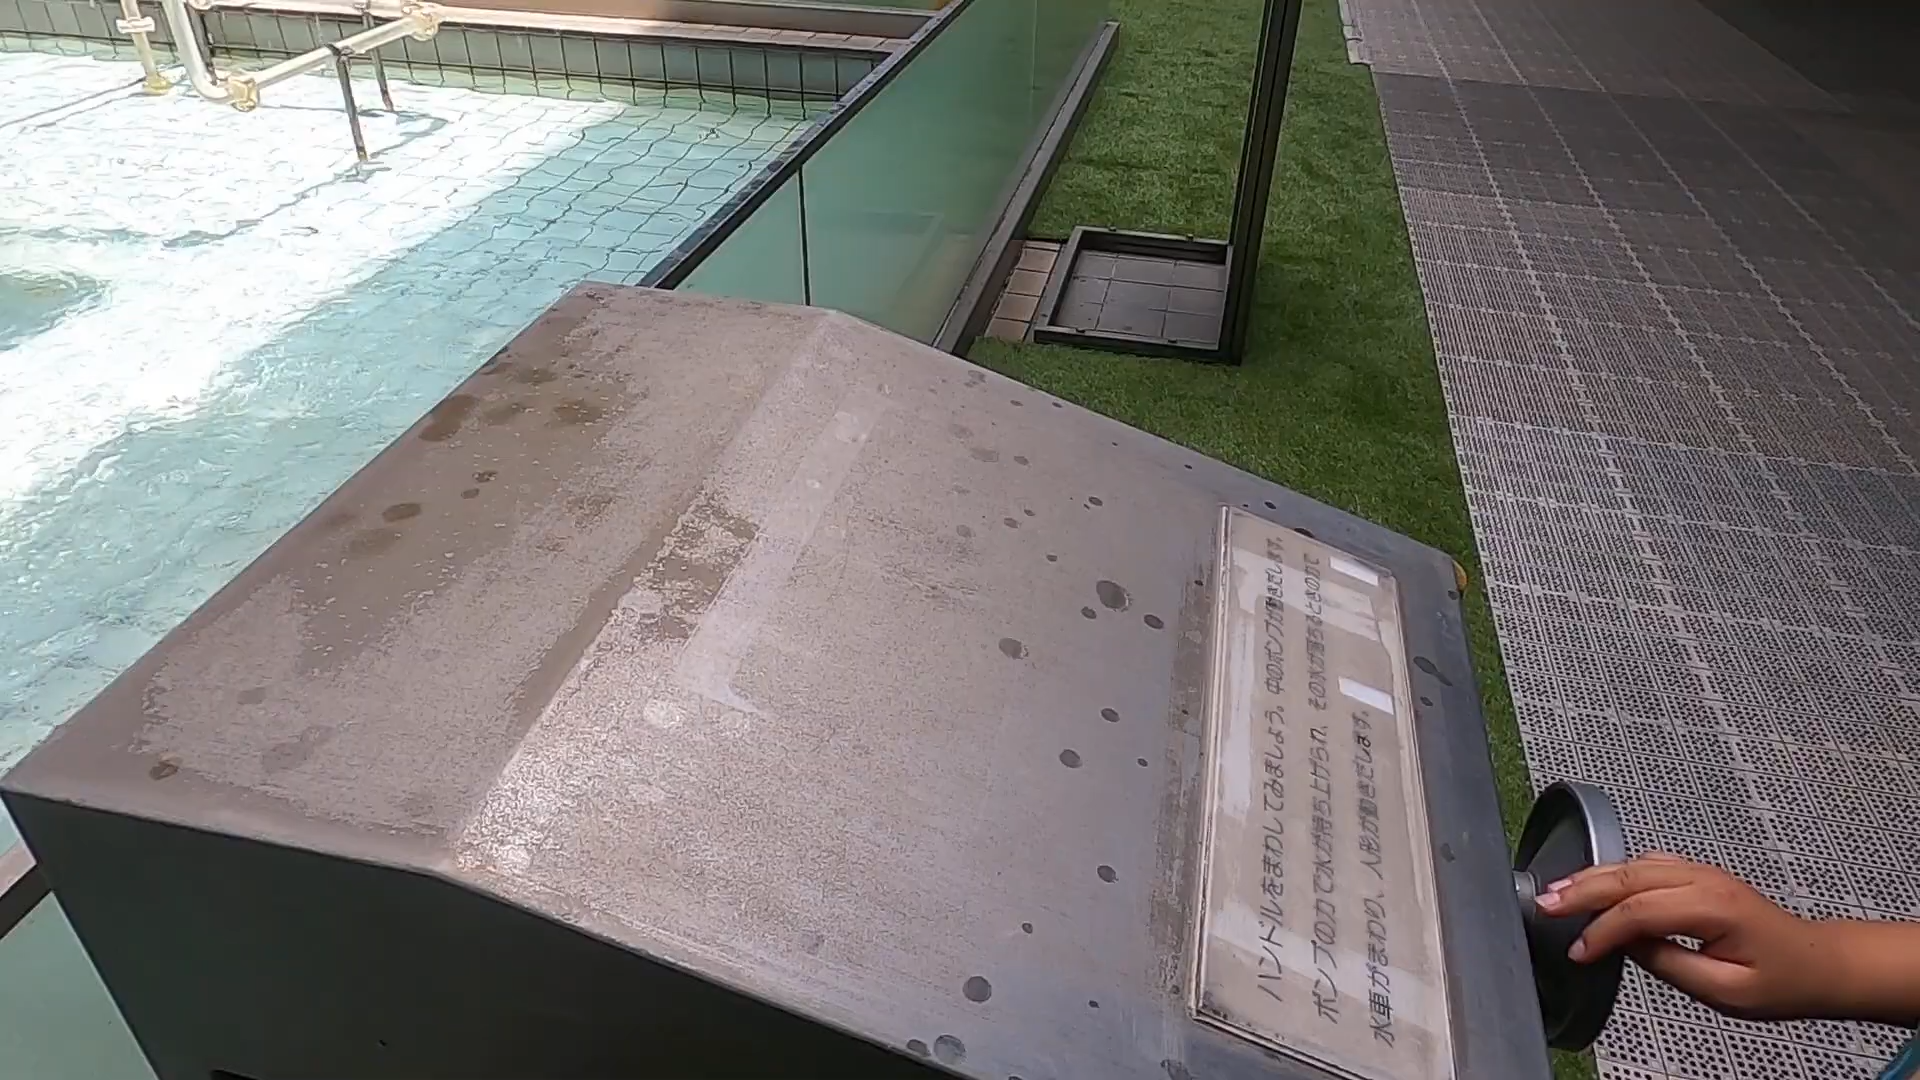 ハンドルをまわしてみましょう。中のポンプが働きだします。
ポンプの力で水が持ち上げられ、その水が落ちるときの力で
水車がまわり、人形が動きだします。